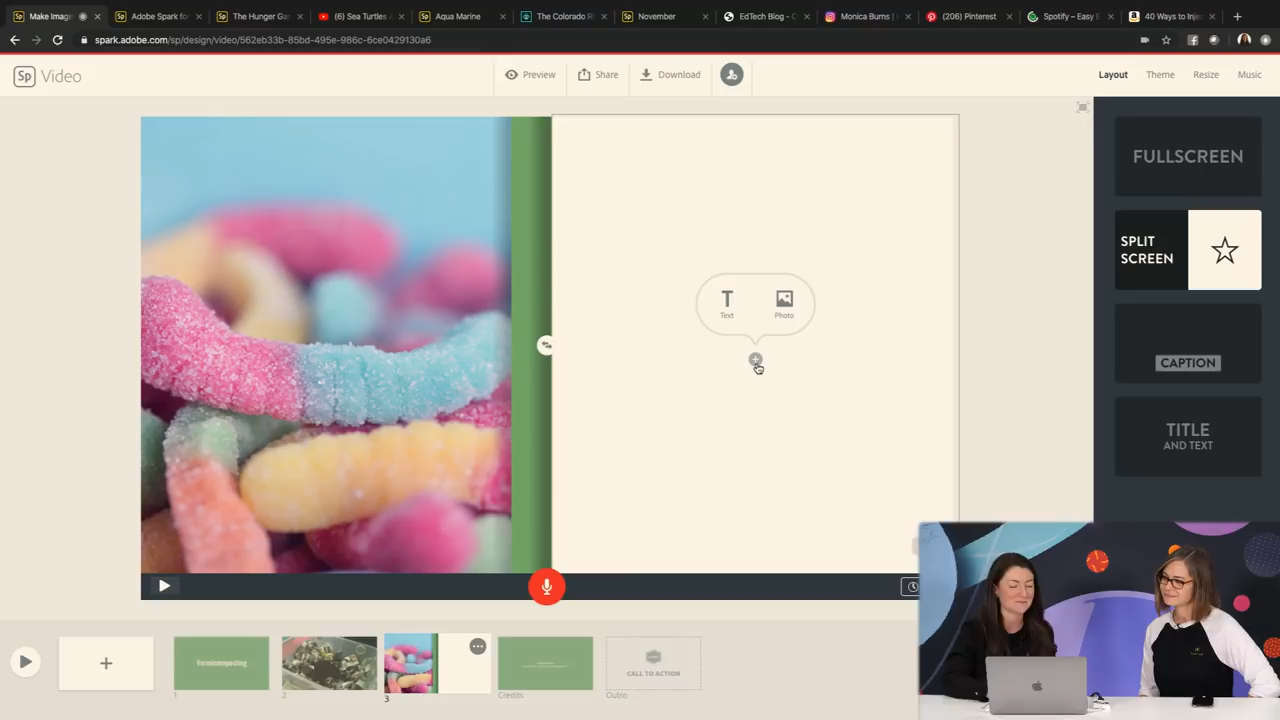 Make Imag
Adobe Spark fo
The Hunger Ga
(6) Sea Turtles A
Aqua Marine
The Colorado R
November
EdTech Blog - C
Monica Burns (
(206) Pinterest
Spotify – Easy E
40 Ways to Injec
spark.adobe.com/sp/design/video/562eb33b-85bd-495e-986c-6ce0429130a6
Sp Video
Preview
Share
Download
Layout
Theme
Resize
Music
FULLSCREEN
SPLIT
SCREEN
CAPTION
TITLE
AND TEXT
T
Text
Photo
Vermicomposting
CALL TO ACTION
1
2
3
Credits
Outro